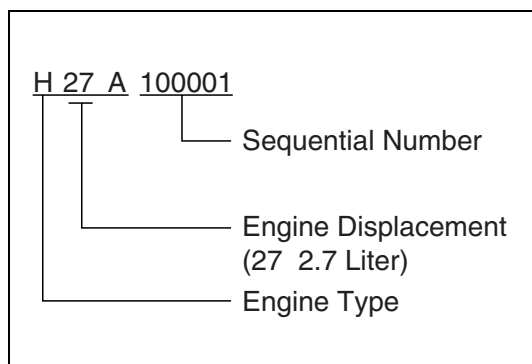 H 27 A 100001
Sequential Number
Engine Displacement
(27 2.7 Liter)
Engine Type